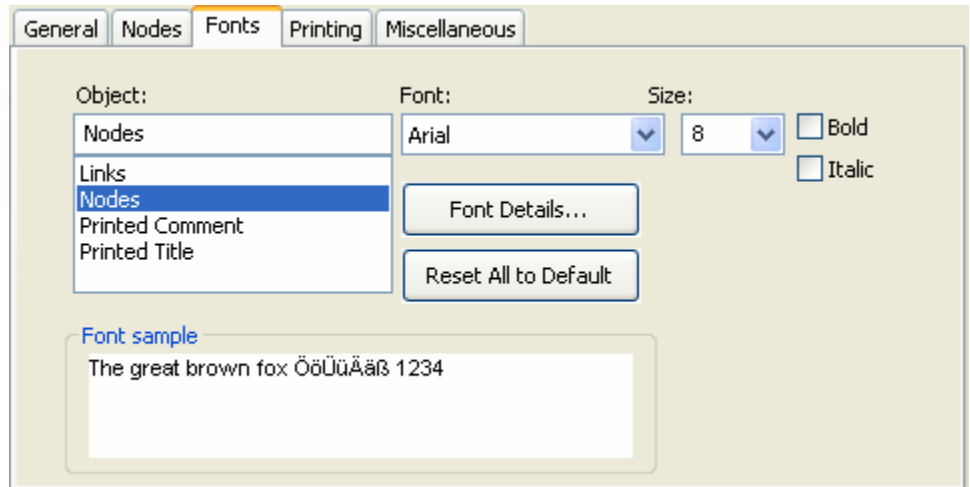 General Nodes Fonts Printing Miscellaneous
Object: Font: Size:
Nodes Arial 8 Bold
Italic
Links
Nodes
Printed Comment
Printed Title
Font Details...
Reset All to Default
Font sample
The great brown fox ÖöÜüÄäß 1234